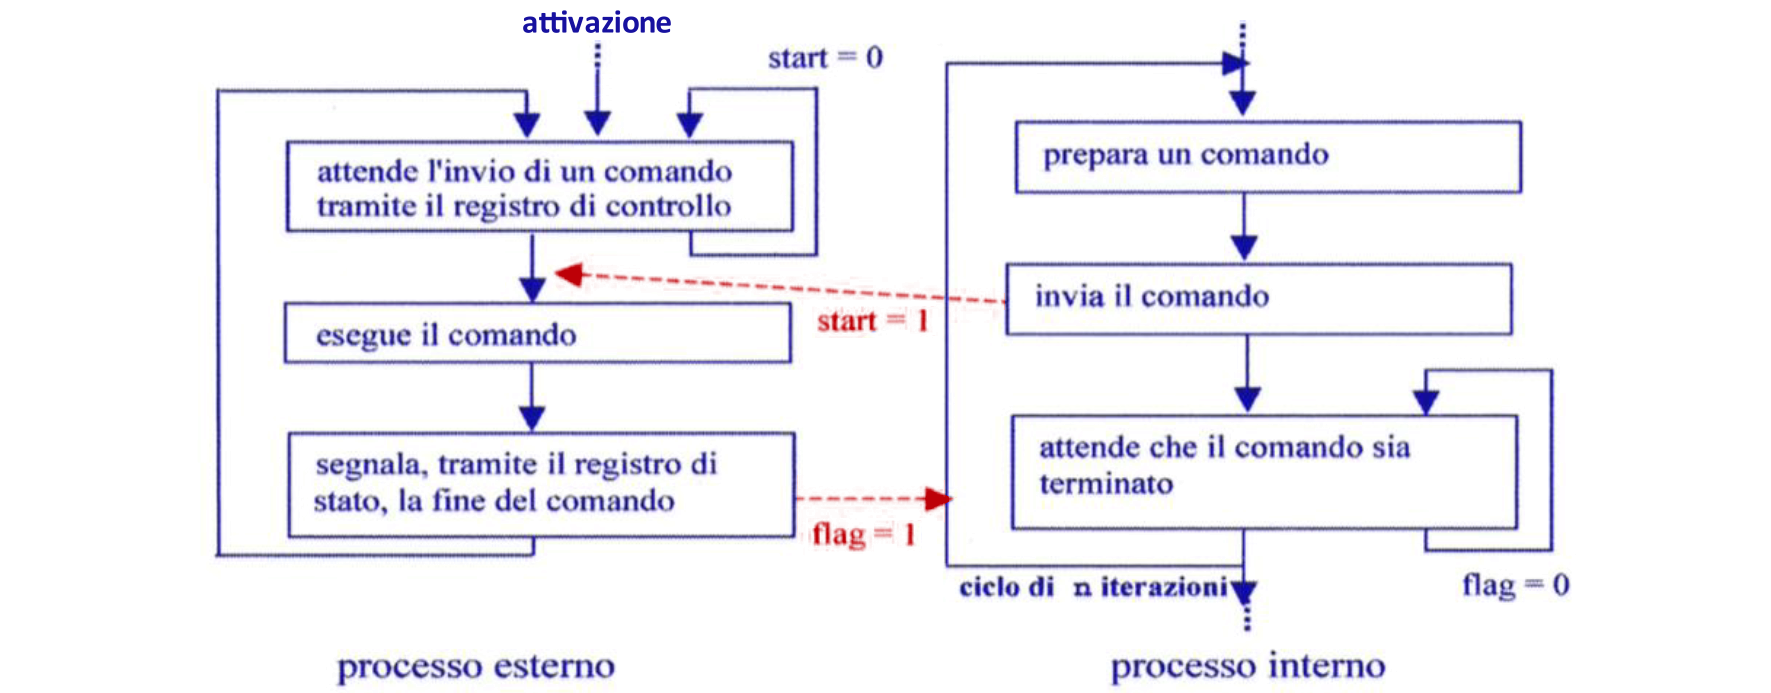 attivazione
start = 0
attende l'invio di un comando
tramite il registro di controllo
esegue il comando
segnala, tramite il registro di
stato, la fine del comando
start = 1
flag = 1
processo esterno
prepara un comando
invia il comando
attende che il comando sia
terminato
flag = 0
ciclo di n iterazioni
processo interno